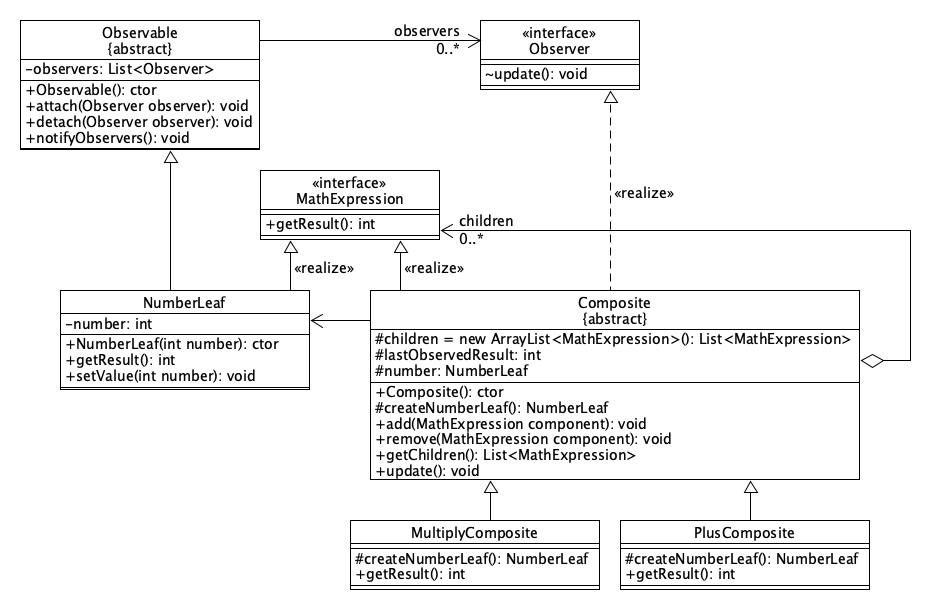 Observable
{abstract}
-observers: List<Observer>
+Observable(): ctor
+attach(Observer observer): void
+detach(Observer observer): void
+notifyObservers(): void
observers
0..*
«interface»
Observer
~update(): void
«realize»
«interface»
MathExpression
+getResult(): int
children
0..*
«realize»
«realize»
NumberLeaf
-number: int
+NumberLeaf(int number): ctor
+getResult(): int
+setValue(int number): void
Composite
{abstract}
#children = new ArrayList<MathExpression>(): List<MathExpression>
#lastObservedResult: int
#number: NumberLeaf
+Composite(): ctor
#createNumberLeaf(): NumberLeaf
+add(MathExpression component): void
+remove(MathExpression component): void
+getChildren(): List<MathExpression>
+update(): void
MultiplyComposite
#createNumberLeaf(): NumberLeaf
+getResult(): int
PlusComposite
#createNumberLeaf(): NumberLeaf
+getResult(): int